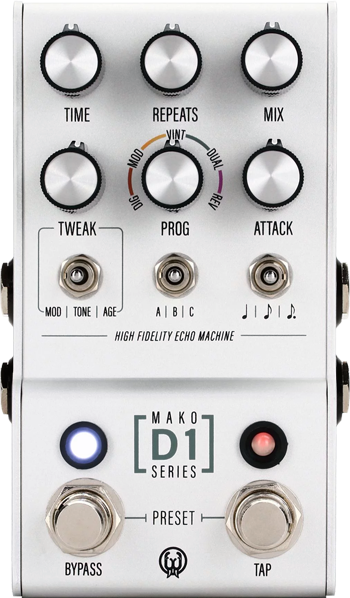 TIME REPEATS MIX
DIG MOD VINT DUAL REV
TWEAK PROG ATTACK
MOD | TONE | AGE A | B | C
HIGH FIDELITY ECHO MACHINE
MAKO
[D1]
SERIES
PRESET
BYPASS TAP